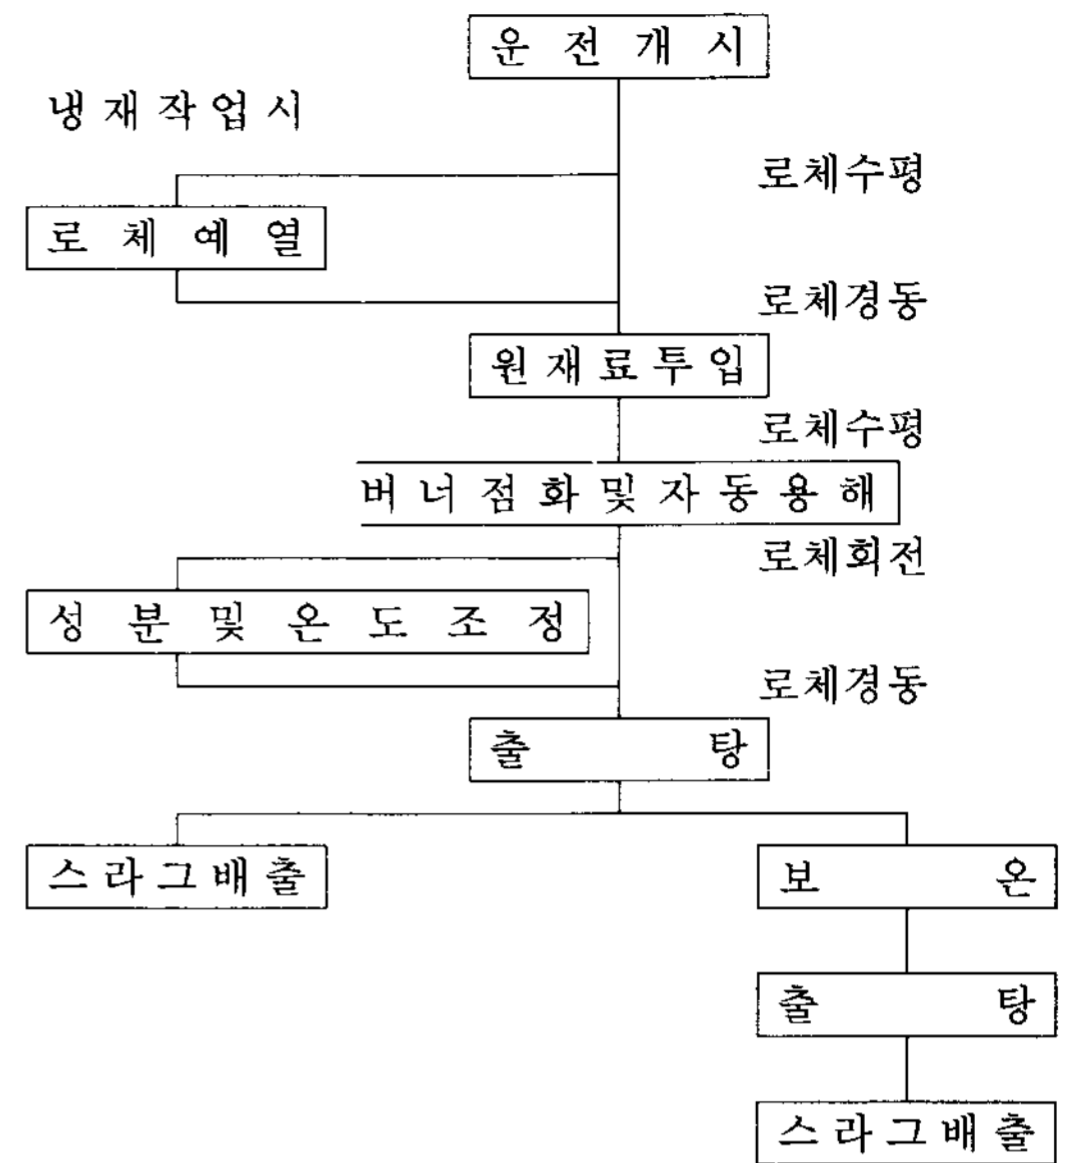 운 전 개 시
냉재작업시
로체수평
로 체 예 열
로체경동
원재료투입
로체수평
버너점화및자동용해
로체회전
성 분 및 온 도 조 정
로체경동
출 탕
스라그배출
보 온
출 탕
스라그배출